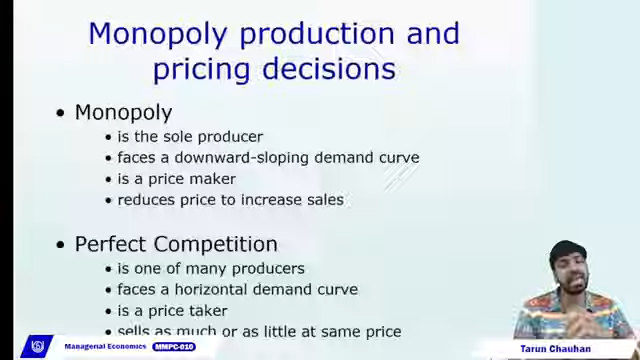 Monopoly production and
pricing decisions
• Monopoly
• is the sole producer
• faces a downward-sloping demand curve
• is a price maker
• reduces price to increase sales
• Perfect Competition
• is one of many producers
• faces a horizontal demand curve
• is a price taker
• sells as much or as little at same price
Managerial Economics MMPC-010
Tarun Chauhan